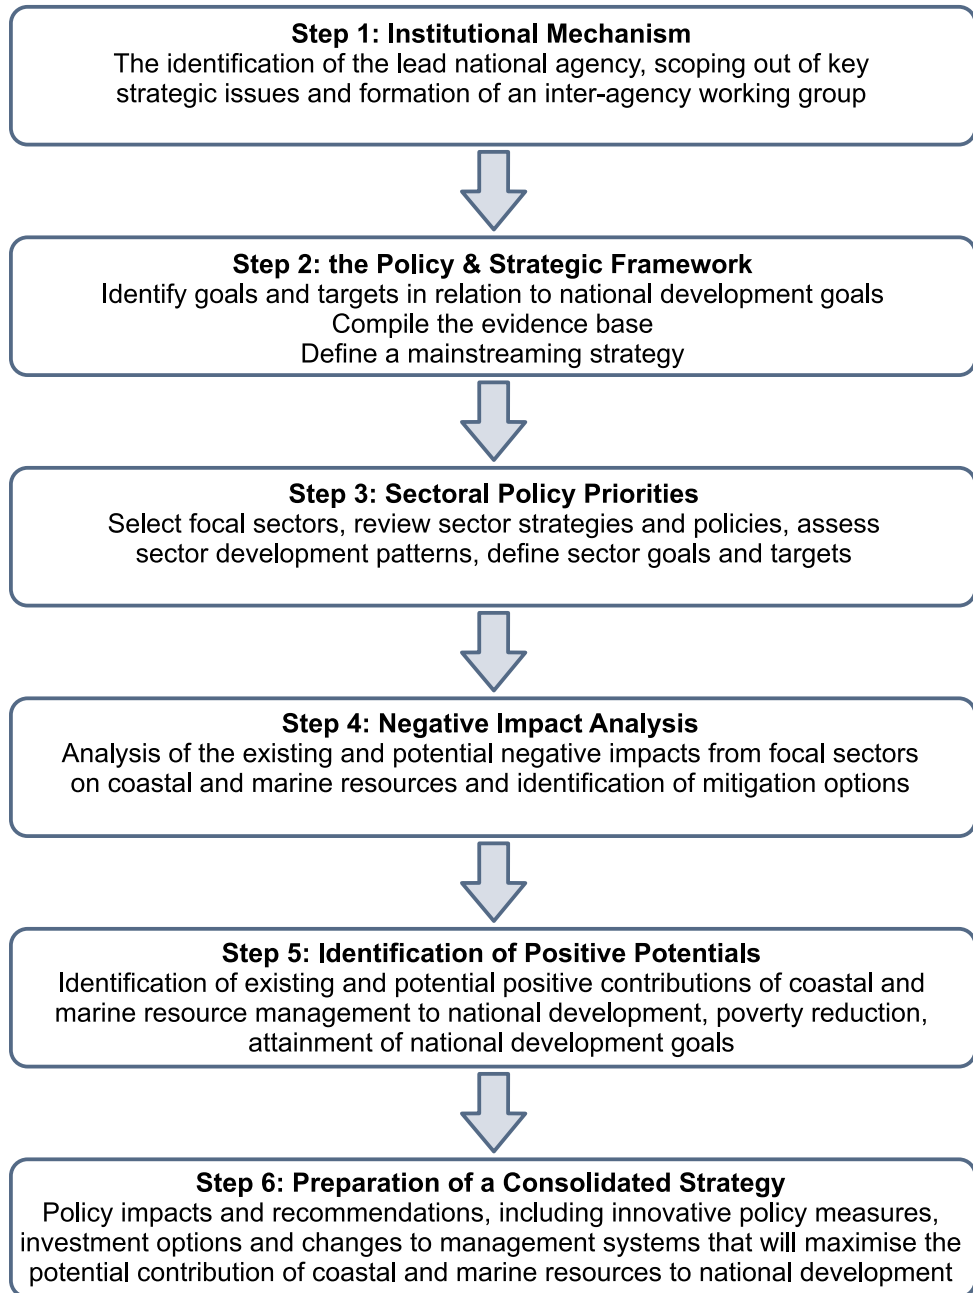 Step 1: Institutional Mechanism
The identification of the lead national agency, scoping out of key
strategic issues and formation of an inter-agency working group
Step 2: the Policy & Strategic Framework
Identify goals and targets in relation to national development goals
Compile the evidence base
Define a mainstreaming strategy
Step 3: Sectoral Policy Priorities
Select focal sectors, review sector strategies and policies, assess
sector development patterns, define sector goals and targets
Step 4: Negative Impact Analysis
Analysis of the existing and potential negative impacts from focal sectors
on coastal and marine resources and identification of mitigation options
Step 5: Identification of Positive Potentials
Identification of existing and potential positive contributions of coastal and
marine resource management to national development, poverty reduction,
attainment of national development goals
Step 6: Preparation of a Consolidated Strategy
Policy impacts and recommendations, including innovative policy measures,
investment options and changes to management systems that will maximise the
potential contribution of coastal and marine resources to national development